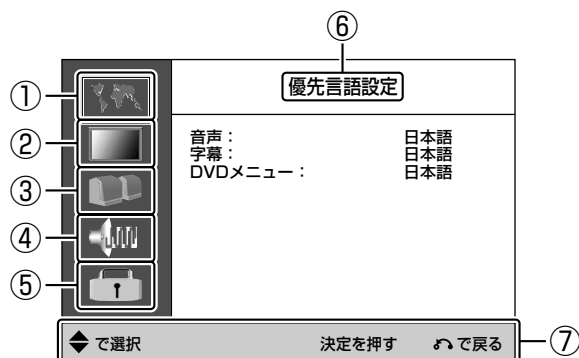 ⑥
優先言語設定
①
②
③
④
⑤
音声： 日本語
字幕： 日本語
DVDメニュー： 日本語
で選択 決定を押す で戻る
⑦